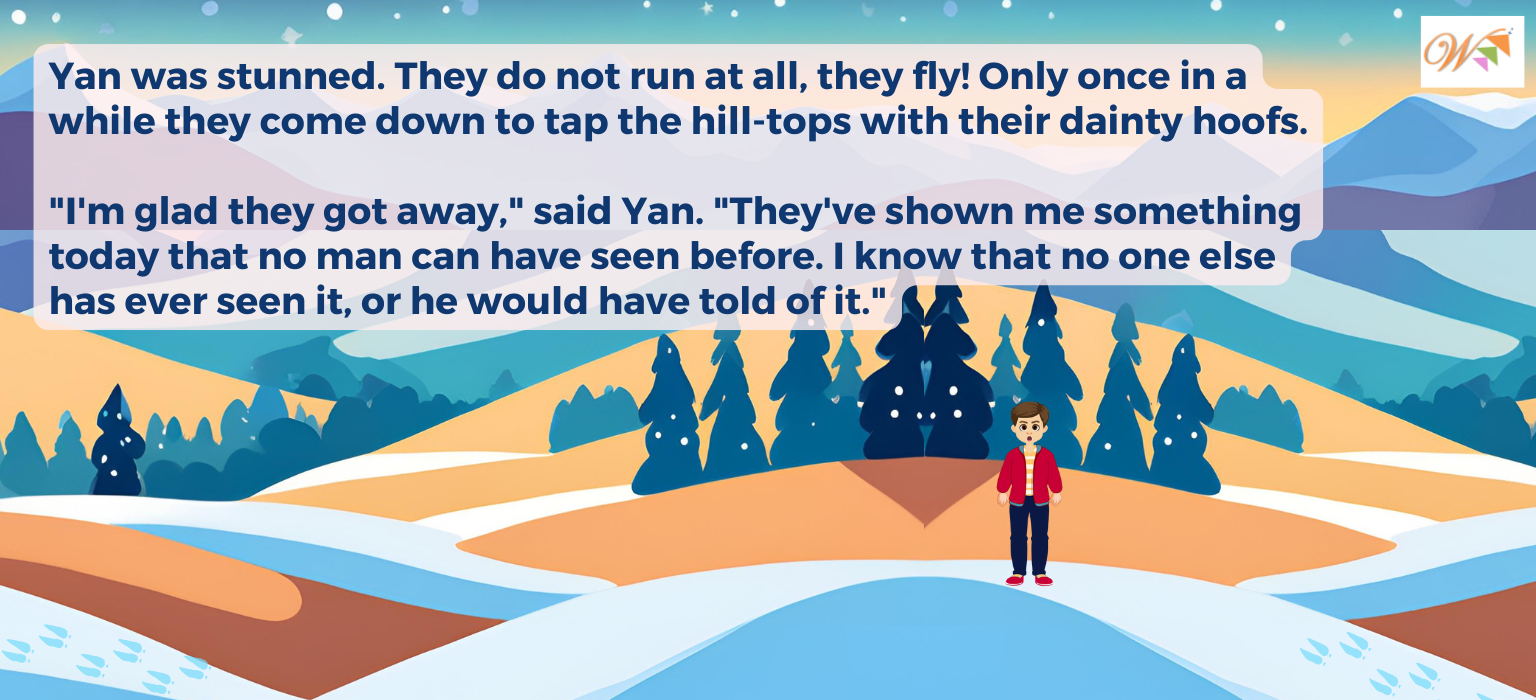 W
Yan was stunned. They do not run at all, they fly! Only once in a
while they come down to tap the hill-tops with their dainty hoofs.
"I'm glad they got away," said Yan. "They've shown me something
today that no man can have seen before. I know that no one else
has ever seen it, or he would have told of it."